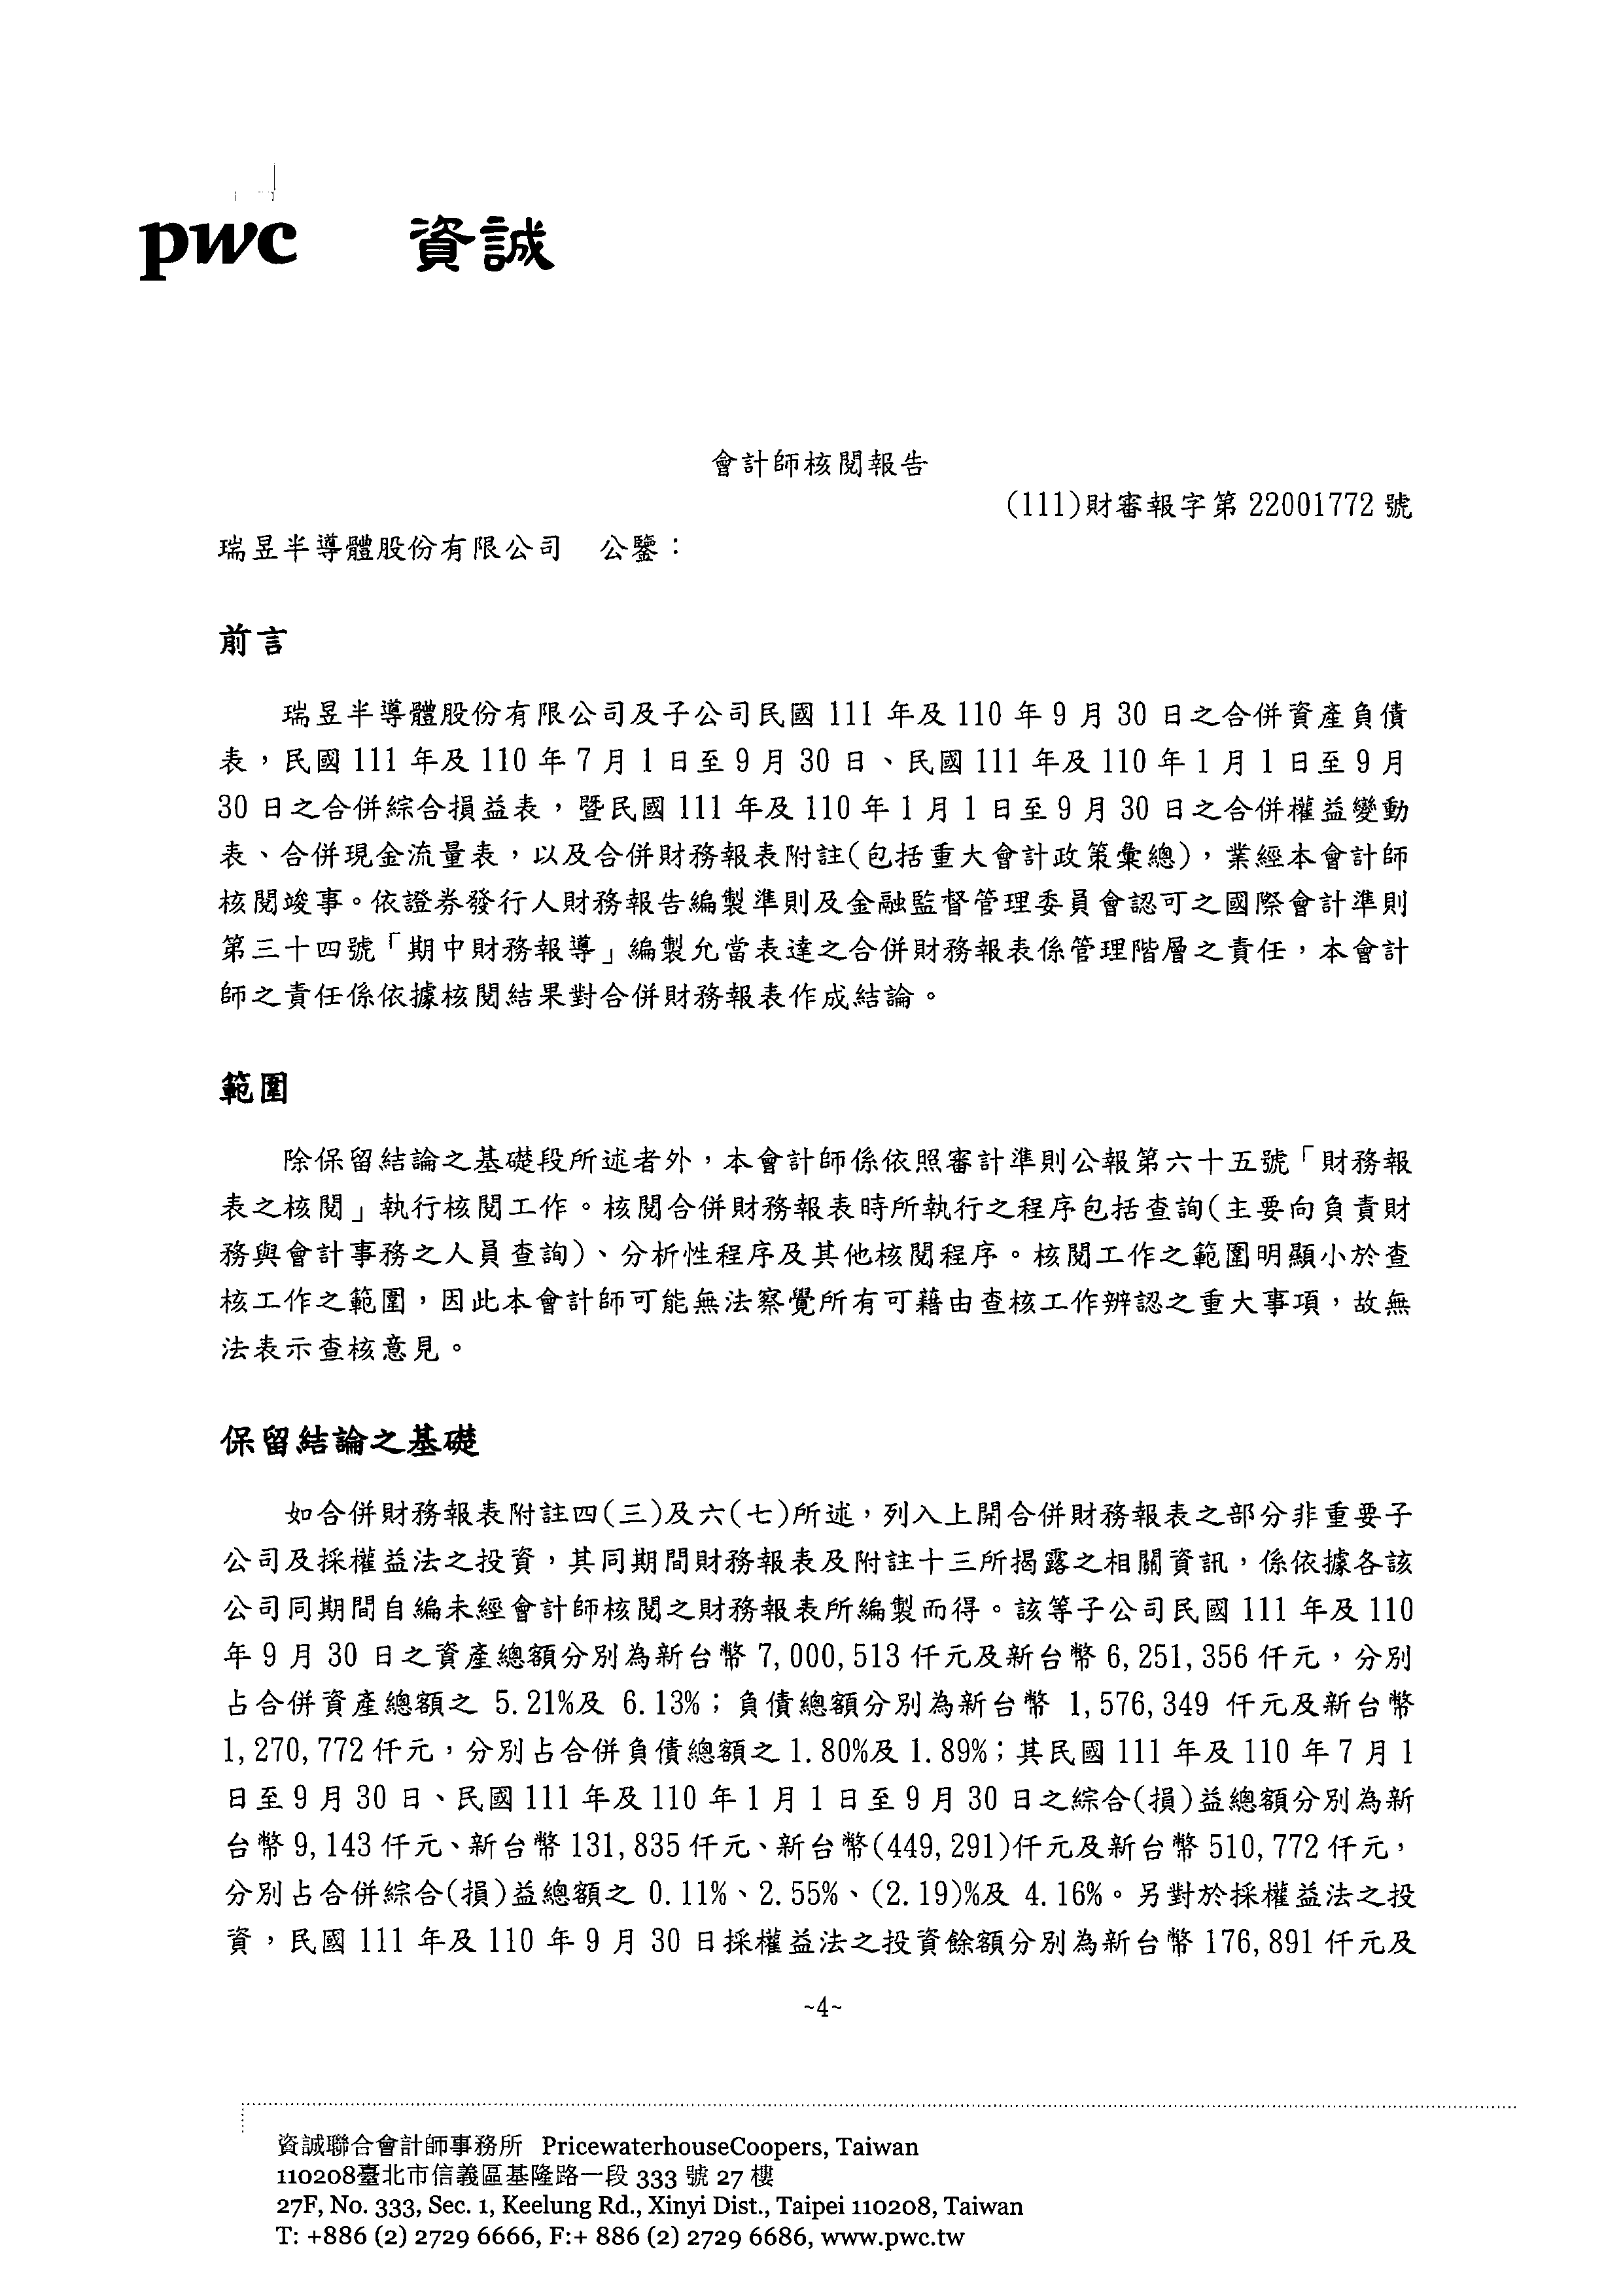 pwc 資誠
會計師核閱報告
(111)財審報字第 22001772 號
瑞昱半導體股份有限公司 公鑒：
前言
瑞昱半導體股份有限公司及子公司民國 111 年及 110 年 9 月 30 日之合併資產負債
表，民國 111 年及 110 年 7 月 1 日至 9 月 30 日、民國 111 年及 110 年 1 月 1 日至 9 月
30 日之合併綜合損益表，暨民國 111 年及 110 年 1 月 1 日至 9 月 30 日之合併權益變動
表、合併現金流量表，以及合併財務報表附註(包括重大會計政策彙總)，業經本會計師
核閱竣事。依證券發行人財務報告編製準則及金融監督管理委員會認可之國際會計準則
第三十四號「期中財務報導」編製允當表達之合併財務報表係管理階層之責任，本會計
師之責任係依據核閱結果對合併財務報表作成結論。
範圍
除保留結論之基礎段所述者外，本會計師係依照審計準則公報第六十五號「財務報
表之核閱」執行核閱工作。核閱合併財務報表時所執行之程序包括查詢(主要向負責財
務與會計事務之人員查詢)、分析性程序及其他核閱程序。核閱工作之範圍明顯小於查
核工作之範圍，因此本會計師可能無法察覺所有可藉由查核工作辨認之重大事項，故無
法表示查核意見。
保留結論之基礎
如合併財務報表附註四(三)及六(七)所述，列入上開合併財務報表之部分非重要子
公司及採權益法之投資，其同期間財務報表及附註十三所揭露之相關資訊，係依據各該
公司同期間自編未經會計師核閱之財務報表所編製而得。該等子公司民國 111 年及 110
年 9 月 30 日之資產總額分別為新台幣 7,000,513 仟元及新台幣 6,251,356 仟元，分別
占合併資產總額之 5.21%及 6.13%；負債總額分別為新台幣 1,576,349 仟元及新台幣
1,270,772 仟元，分別占合併負債總額之 1.80%及 1.89%；其民國 111 年及 110 年 7 月 1
日至 9 月 30 日、民國 111 年及 110 年 1 月 1 日至 9 月 30 日之綜合(損)益總額分別為新
台幣 9,143 仟元、新台幣 131,835 仟元、新台幣(449,291)仟元及新台幣 510,772 仟元，
分別占合併綜合(損)益總額之 0.11%、2.55%、(2.19)%及 4.16%。另對於採權益法之投
資，民國 111 年及 110 年 9 月 30 日採權益法之投資餘額分別為新台幣 176,891 仟元及
~4~
資誠聯合會計師事務所 PricewaterhouseCoopers, Taiwan
110208臺北市信義區基隆路一段 333 號 27 樓
27F, No. 333, Sec. 1, Keelung Rd., Xinyi Dist., Taipei 110208, Taiwan
T: +886 (2) 2729 6666, F:+ 886 (2) 2729 6686, www.pwc.tw